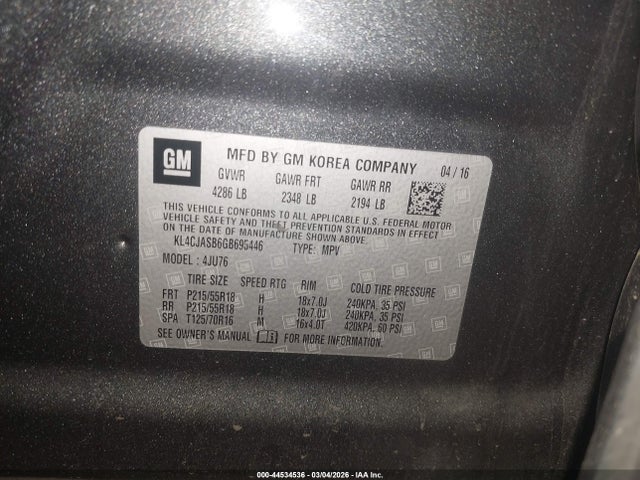 GM
MFD BY GM KOREA COMPANY 04 / 16
GVWR GAWR FRT GAWR RR
4286 LB 2348 LB 2194 LB
THIS VEHICLE CONFORMS TO ALL APPLICABLE U.S. FEDERAL MOTOR
VEHICLE SAFETY AND THEFT PREVENTION STANDARDS IN EFFECT
ON THE DATE OF MANUFACTURE SHOWN ABOVE.
KL4CJASB6GB695446 TYPE: MPV
MODEL : 4JU76
TIRE SIZE SPEED RTG RIM COLD TIRE PRESSURE
FRT P215/55R18 H 18x7.0J 240KPA, 35 PSI
RR P215/55R18 H 18x7.0J 240KPA, 35 PSI
SPA T125/70R16 M 16x4.0T 420KPA, 60 PSI
SEE OWNER'S MANUAL FOR MORE INFORMATION.
000-44534536 | 03/04/2026 | IAA Inc.